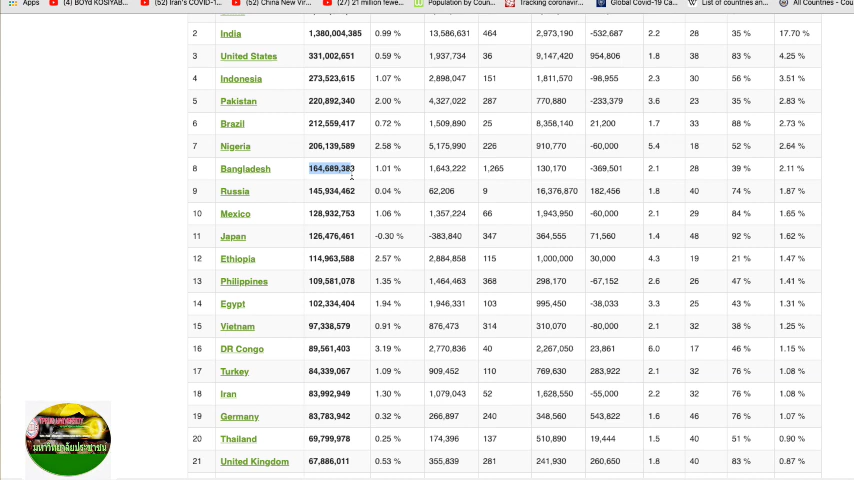 Apps (4) BOYd KOSIYAB... (52) Iran's COVID-1... (52) China New Vir... (27) 21 million fewe... Population by Coun... Tracking coronavir... Global Covid-19 Ca... List of countries an... All Countries - Cou
2 India 1,380,004,385 0.99 % 13,586,631 464 2,973,190 -532,687 2.2 28 35 % 17.70 %
3 United States 331,002,651 0.59 % 1,937,734 36 9,147,420 954,806 1.8 38 83 % 4.25 %
4 Indonesia 273,523,615 1.07 % 2,898,047 151 1,811,570 -98,955 2.3 30 56 % 3.51 %
5 Pakistan 220,892,340 2.00 % 4,327,022 287 770,880 -233,379 3.6 23 35 % 2.83 %
6 Brazil 212,559,417 0.72 % 1,509,890 25 8,358,140 21,200 1.7 33 88 % 2.73 %
7 Nigeria 206,139,589 2.58 % 5,175,990 226 910,770 -60,000 5.4 18 52 % 2.64 %
8 Bangladesh 164,689,383 1.01 % 1,643,222 1,265 130,170 -369,501 2.1 28 39 % 2.11 %
9 Russia 145,934,462 0.04 % 62,206 9 16,376,870 182,456 1.8 40 74 % 1.87 %
10 Mexico 128,932,753 1.06 % 1,357,224 66 1,943,950 -60,000 2.1 29 84 % 1.65 %
11 Japan 126,476,461 -0.30 % -383,840 347 364,555 71,560 1.4 48 92 % 1.62 %
12 Ethiopia 114,963,588 2.57 % 2,884,858 115 1,000,000 30,000 4.3 19 21 % 1.47 %
13 Philippines 109,581,078 1.35 % 1,464,463 368 298,170 -67,152 2.6 26 47 % 1.41 %
14 Egypt 102,334,404 1.94 % 1,946,331 103 995,450 -38,033 3.3 25 43 % 1.31 %
15 Vietnam 97,338,579 0.91 % 876,473 314 310,070 -80,000 2.1 32 38 % 1.25 %
16 DR Congo 89,561,403 3.19 % 2,770,836 40 2,267,050 23,861 6.0 17 46 % 1.15 %
17 Turkey 84,339,067 1.09 % 909,452 110 769,630 283,922 2.1 32 76 % 1.08 %
18 Iran 83,992,949 1.30 % 1,079,043 52 1,628,550 -55,000 2.2 32 76 % 1.08 %
19 Germany 83,783,942 0.32 % 266,897 240 348,560 543,822 1.6 46 76 % 1.07 %
20 Thailand 69,799,978 0.25 % 174,396 137 510,890 19,444 1.5 40 51 % 0.90 %
21 United Kingdom 67,886,011 0.53 % 355,839 281 241,930 260,650 1.8 40 83 % 0.87 %
มหาวิทยาลัยประชาชน